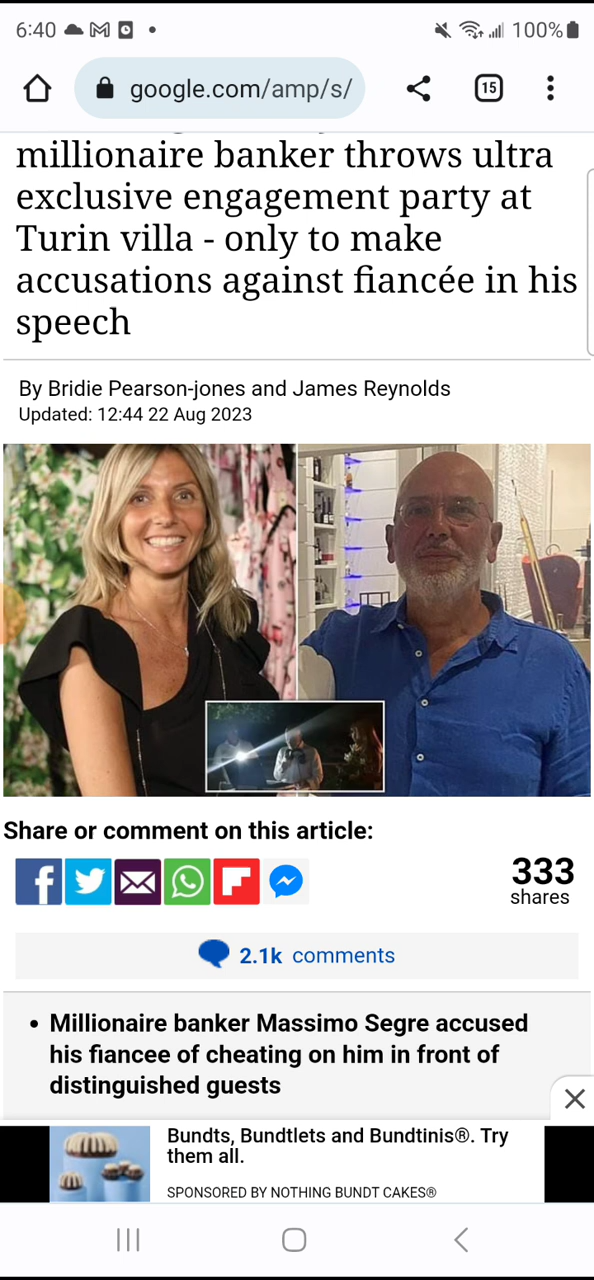 6:40
100%
google.com/amp/s/
15
millionaire banker throws ultra
exclusive engagement party at
Turin villa - only to make
accusations against fiancée in his
speech
By Bridie Pearson-jones and James Reynolds
Updated: 12:44 22 Aug 2023
Share or comment on this article:
333
shares
2.1k comments
• Millionaire banker Massimo Segre accused
his fiancee of cheating on him in front of
distinguished guests
Bundts, Bundtlets and Bundtinis®. Try
them all.
SPONSORED BY NOTHING BUNDT CAKES®